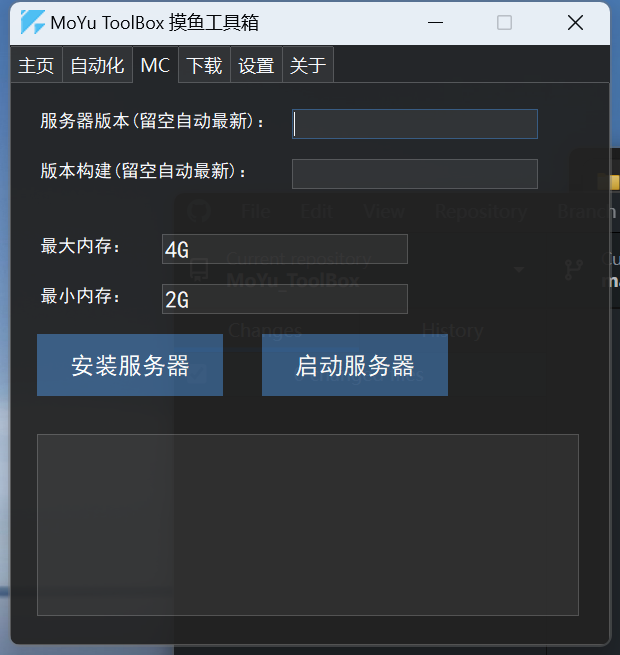 MoYu ToolBox 摸鱼工具箱
主页 自动化 MC 下载 设置 关于
服务器版本(留空自动最新)：
版本构建(留空自动最新)：
File Edit View Repository Branch
最大内存： 4G
Current repository
MoYu_ToolBox
最小内存： 2G
Changes History
安装服务器 启动服务器